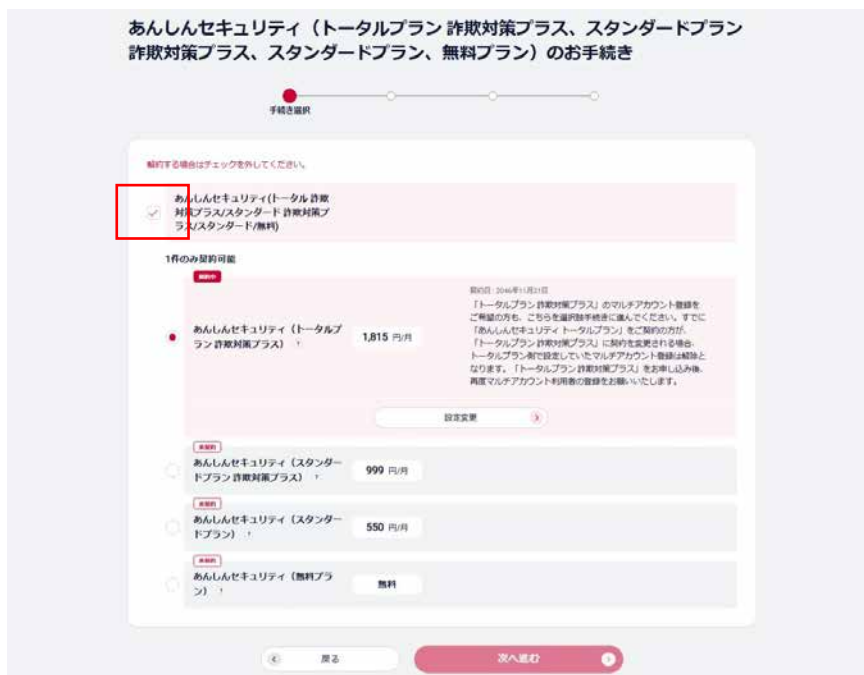 あんしんセキュリティ（トータルプラン 詐欺対策プラス、スタンダードプラン
詐欺対策プラス、スタンダードプラン、無料プラン）のお手続き
手続き選択
解約する場合はチェックを外してください。
あんしんセキュリティ(トータル 詐欺
対策プラス/スタンダード 詐欺対策プ
ラス/スタンダード/無料)
1件のみ契約可能
契約中
あんしんセキュリティ（トータルプ
ラン 詐欺対策プラス）
1,815 円/月
契約日: 2046年11月21日
「トータルプラン 詐欺対策プラス」のマルチアカウント登録を
ご希望の方も、こちらを選択後手続きに進んでください。すでに
「あんしんセキュリティ トータルプラン」をご契約の方が、
「トータルプラン 詐欺対策プラス」に契約を変更される場合、
トータルプラン側で設定していたマルチアカウント登録は解除と
なります。「トータルプラン 詐欺対策プラス」をお申し込み後、
再度マルチアカウント利用者の登録をお願いいたします。
設定変更
未契約
あんしんセキュリティ（スタンダー
ドプラン 詐欺対策プラス）
999 円/月
未契約
あんしんセキュリティ（スタンダー
ドプラン）
550 円/月
未契約
あんしんセキュリティ（無料プラ
ン）
無料
戻る
次へ進む